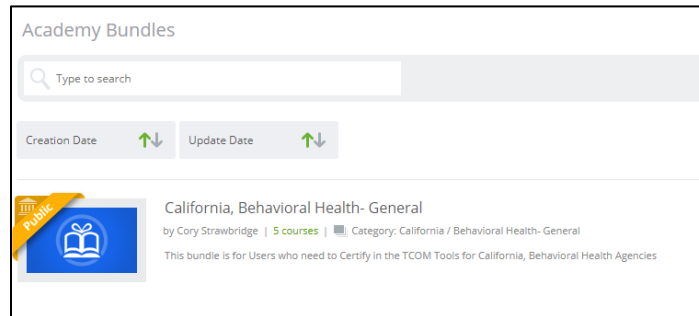 Academy Bundles
Type to search
Creation Date Update Date
Public
California, Behavioral Health- General
by Cory Strawbridge | 5 courses | Category: California / Behavioral Health- General
This bundle is for Users who need to Certify in the TCOM Tools for California, Behavioral Health Agencies